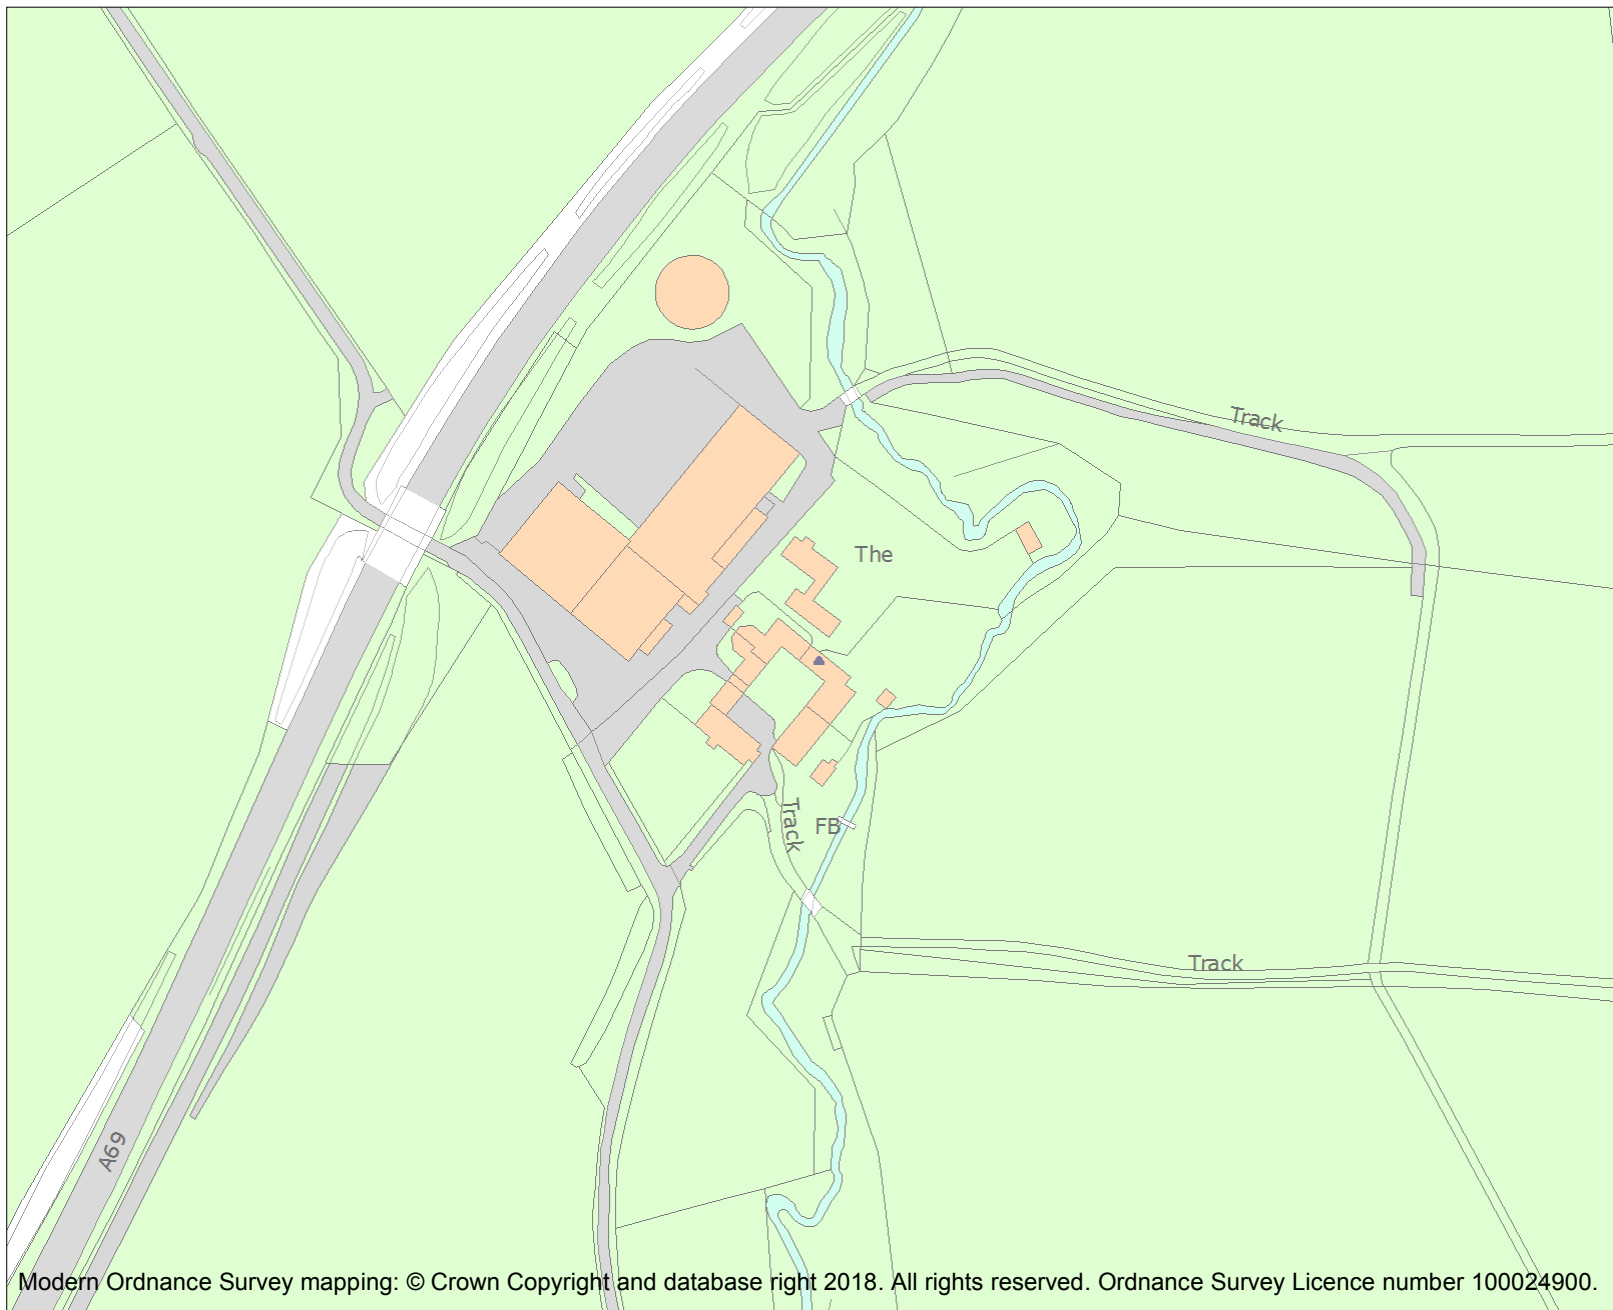 Track
The
Track
FB
Track
A69
Modern Ordnance Survey mapping: © Crown Copyright and database right 2018. All rights reserved. Ordnance Survey Licence number 100024900.